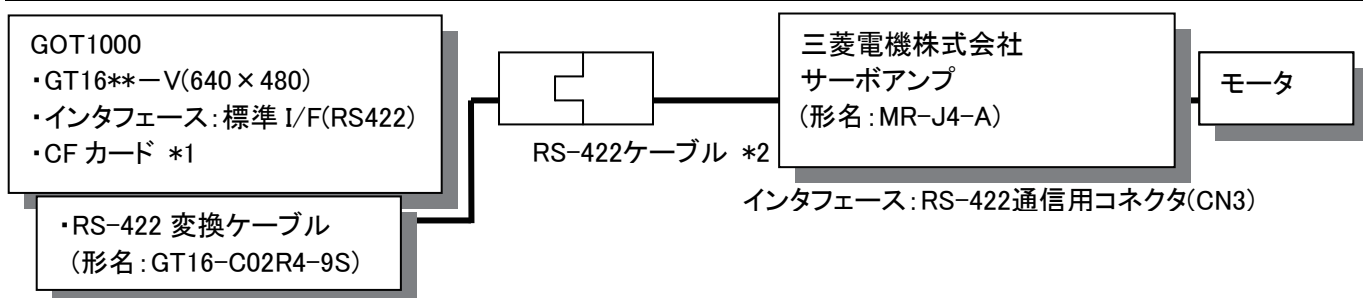 GOT1000
・GT16**－V(640×480)
・インタフェース：標準 I/F(RS422)
・CF カード *1
・RS-422 変換ケーブル
(形名：GT16-C02R4-9S)
RS-422ケーブル *2
三菱電機株式会社
サーボアンプ
(形名：MR-J4-A)
インタフェース：RS-422通信用コネクタ(CN3)
モータ